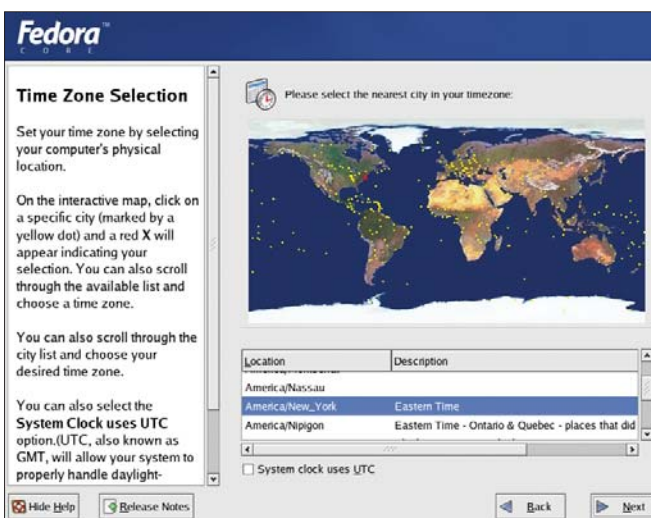 Fedora™
CORE
Time Zone Selection
Set your time zone by selecting
your computer's physical
location.
On the interactive map, click on
a specific city (marked by a
yellow dot) and a red X will
appear indicating your
selection. You can also scroll
through the available list and
choose a time zone.
You can also scroll through the
city list and choose your
desired time zone.
You can also select the
System Clock uses UTC
option.(UTC, also known as
GMT, will allow your system to
properly handle daylight-
Please select the nearest city in your timezone:
Location Description
America/Nassau
America/New_York Eastern Time
America/Nipigon Eastern Time - Ontario & Quebec - places that did
System clock uses UTC
Hide Help Release Notes Back Next